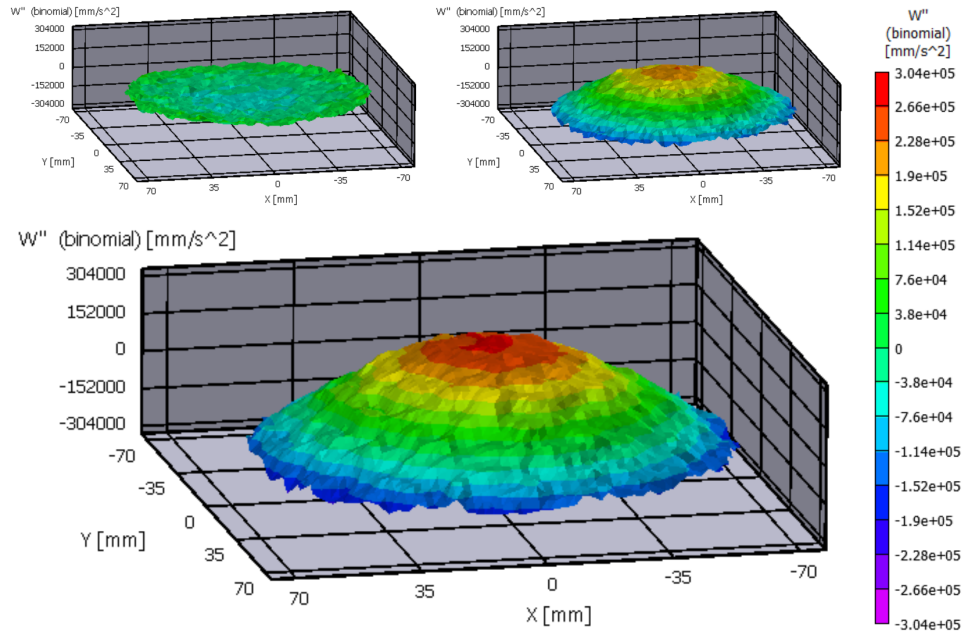 W" (binomial) [mm/s^2]
304000
152000
0
-152000
-304000
-70
-35
0
35
70
Y [mm]
70
35
0
-35
-70
X [mm]
W" (binomial) [mm/s^2]
304000
152000
0
-152000
-304000
-70
-35
0
35
70
Y [mm]
70
35
0
-35
-70
X [mm]
W" (binomial) [mm/s^2]
304000
152000
0
-152000
-304000
-70
-35
0
35
70
Y [mm]
70
35
0
-35
-70
X [mm]
W"
(binomial)
[mm/s^2]
3.04e+05
2.66e+05
2.28e+05
1.9e+05
1.52e+05
1.14e+05
7.6e+04
3.8e+04
0
-3.8e+04
-7.6e+04
-1.14e+05
-1.52e+05
-1.9e+05
-2.28e+05
-2.66e+05
-3.04e+05